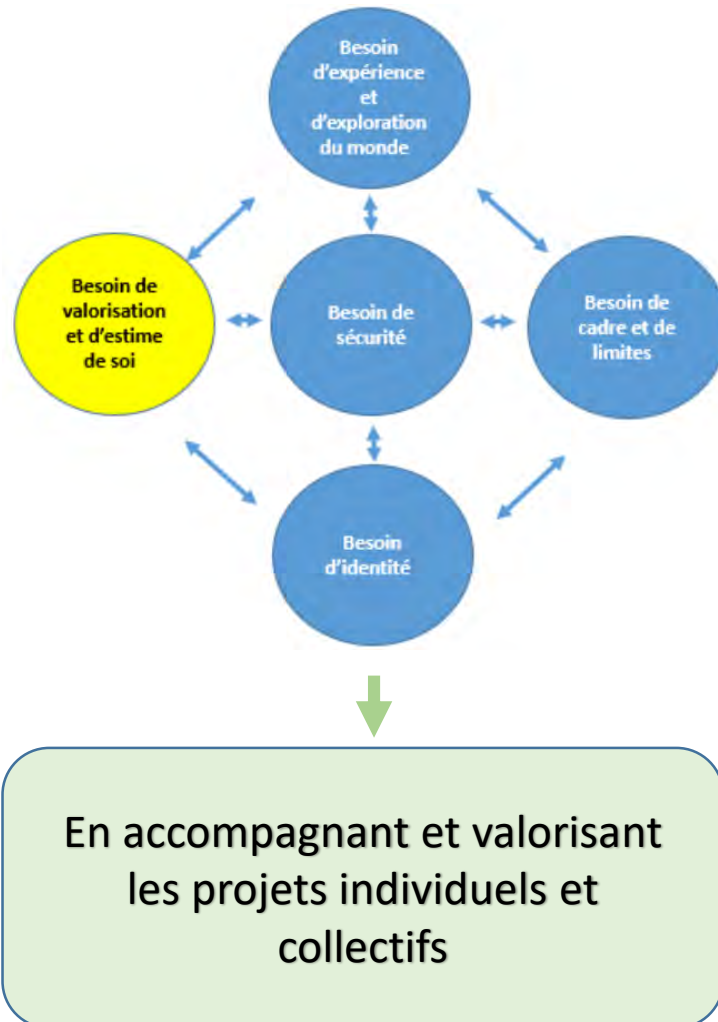 Besoin
d'expérience
et
d'exploration
du monde
Besoin de
valorisation
et d'estime
de soi
Besoin de
sécurité
Besoin de
cadre et de
limites
Besoin
d'identité
En accompagnant et valorisant
les projets individuels et
collectifs